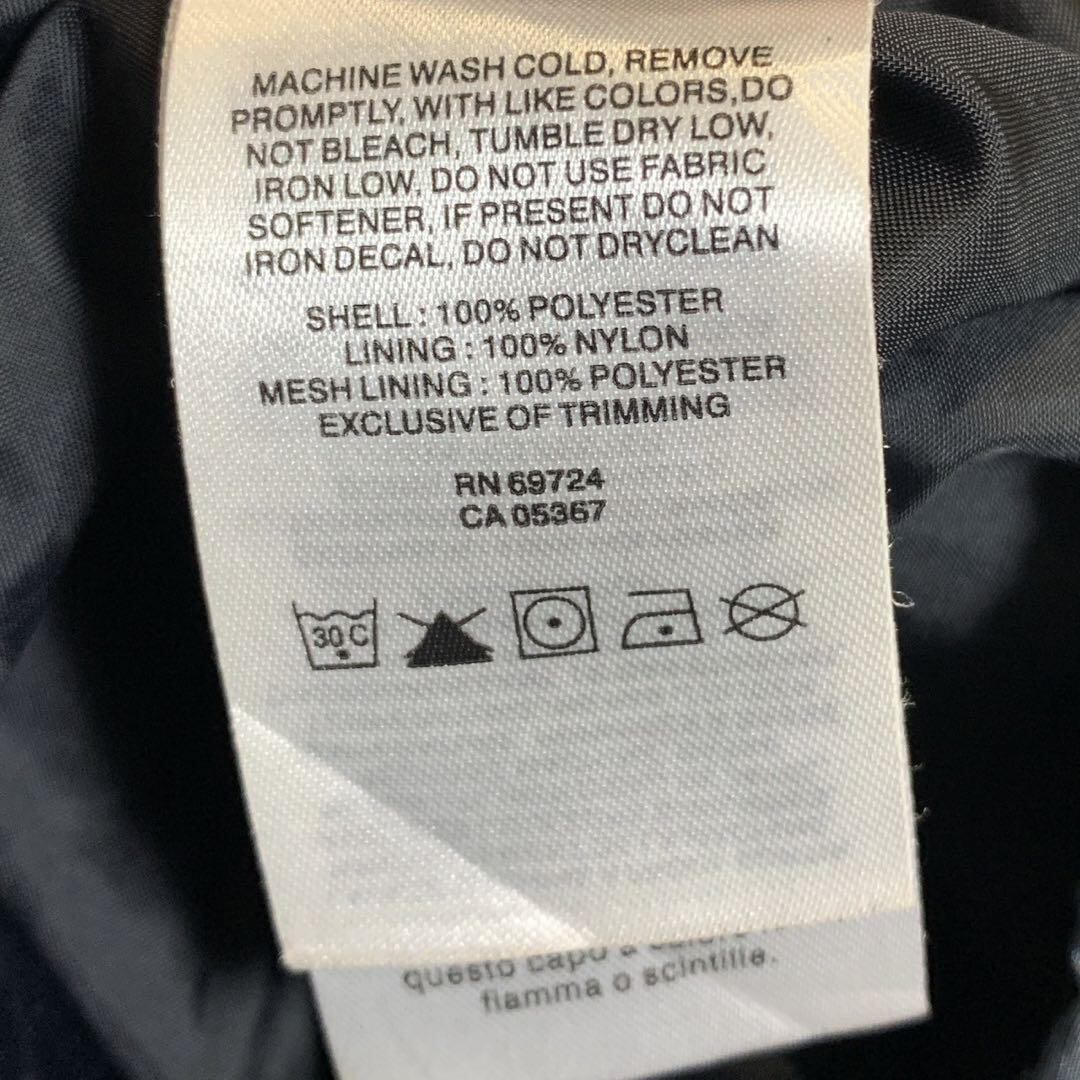 MACHINE WASH COLD, REMOVE
PROMPTLY, WITH LIKE COLORS, DO
NOT BLEACH, TUMBLE DRY LOW,
IRON LOW. DO NOT USE FABRIC
SOFTENER, IF PRESENT DO NOT
IRON DECAL, DO NOT DRYCLEAN
SHELL : 100% POLYESTER
LINING : 100% NYLON
MESH LINING : 100% POLYESTER
EXCLUSIVE OF TRIMMING
RN 69724
CA 05367
30 C
questo capo a
fiamma o scintille.